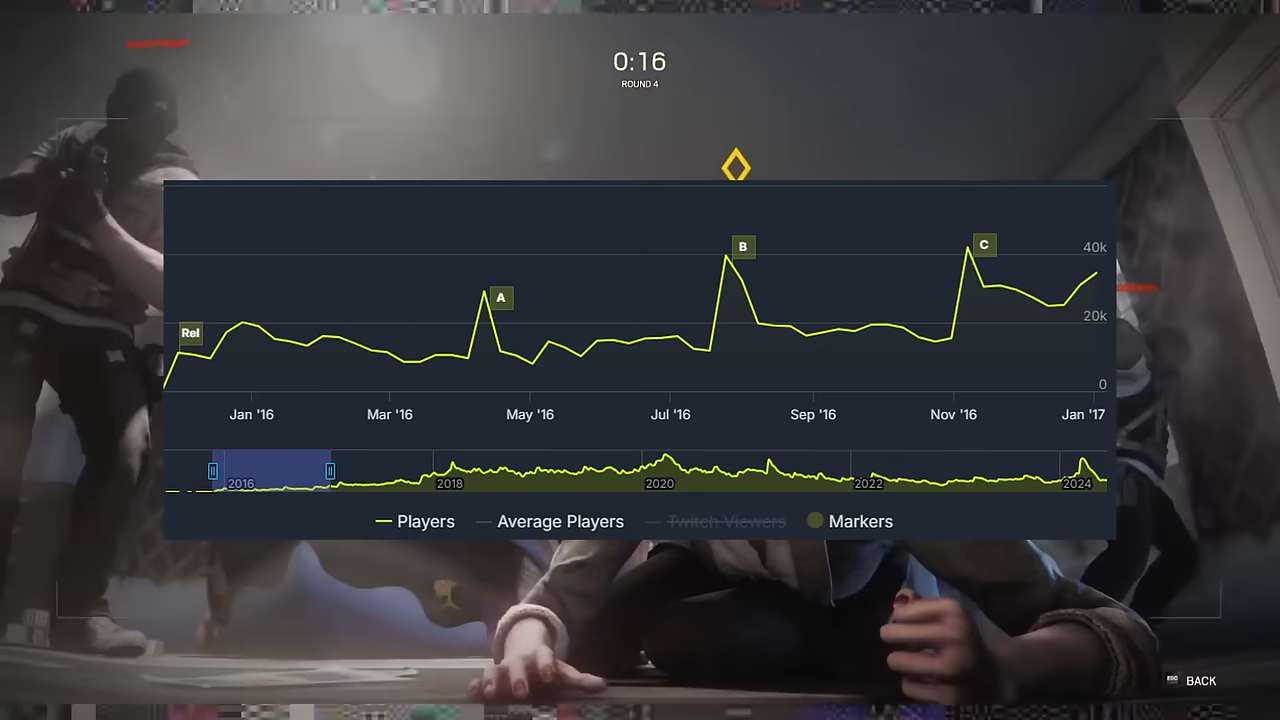 0:16
ROUND 4
B
C
40k
A
20k
Rel
0
Jan '16
Mar '16
May '16
Jul '16
Sep '16
Nov '16
Jan '17
2016
2018
2020
2022
2024
Players
Average Players
Twitch Viewers
Markers
ESC BACK